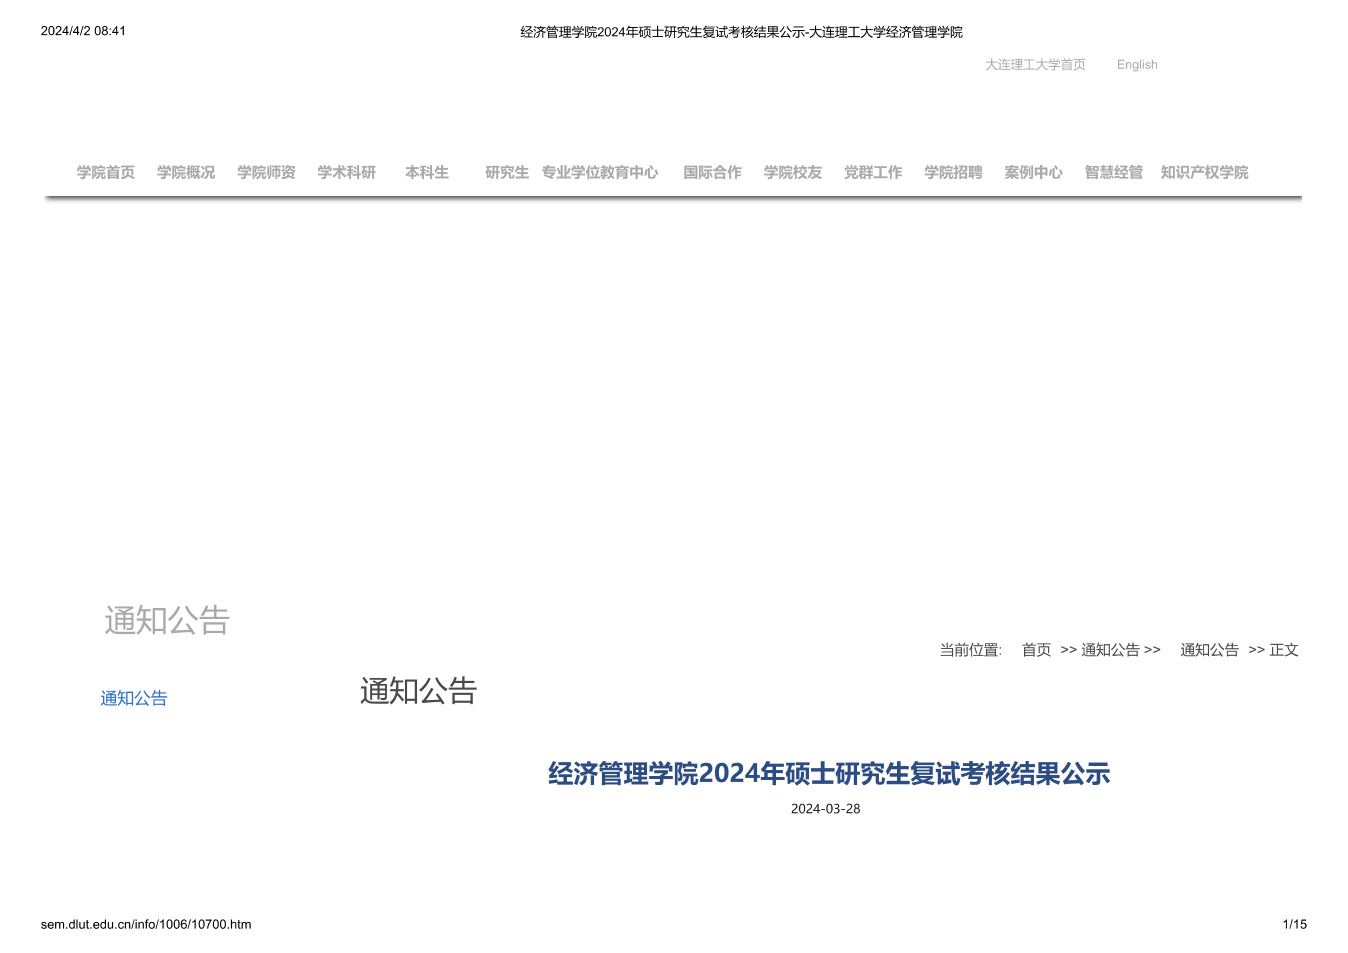 2024/4/2 08:41 经济管理学院2024年硕士研究生复试考核结果公示-大连理工大学经济管理学院
大连理工大学首页 English
学院首页 学院概况 学院师资 学术科研 本科生 研究生 专业学位教育中心 国际合作 学院校友 党群工作 学院招聘 案例中心 智慧经管 知识产权学院
通知公告
当前位置: 首页 >> 通知公告 >> 通知公告 >> 正文
通知公告
通知公告
经济管理学院2024年硕士研究生复试考核结果公示
2024-03-28
sem.dlut.edu.cn/info/1006/10700.htm 1/15